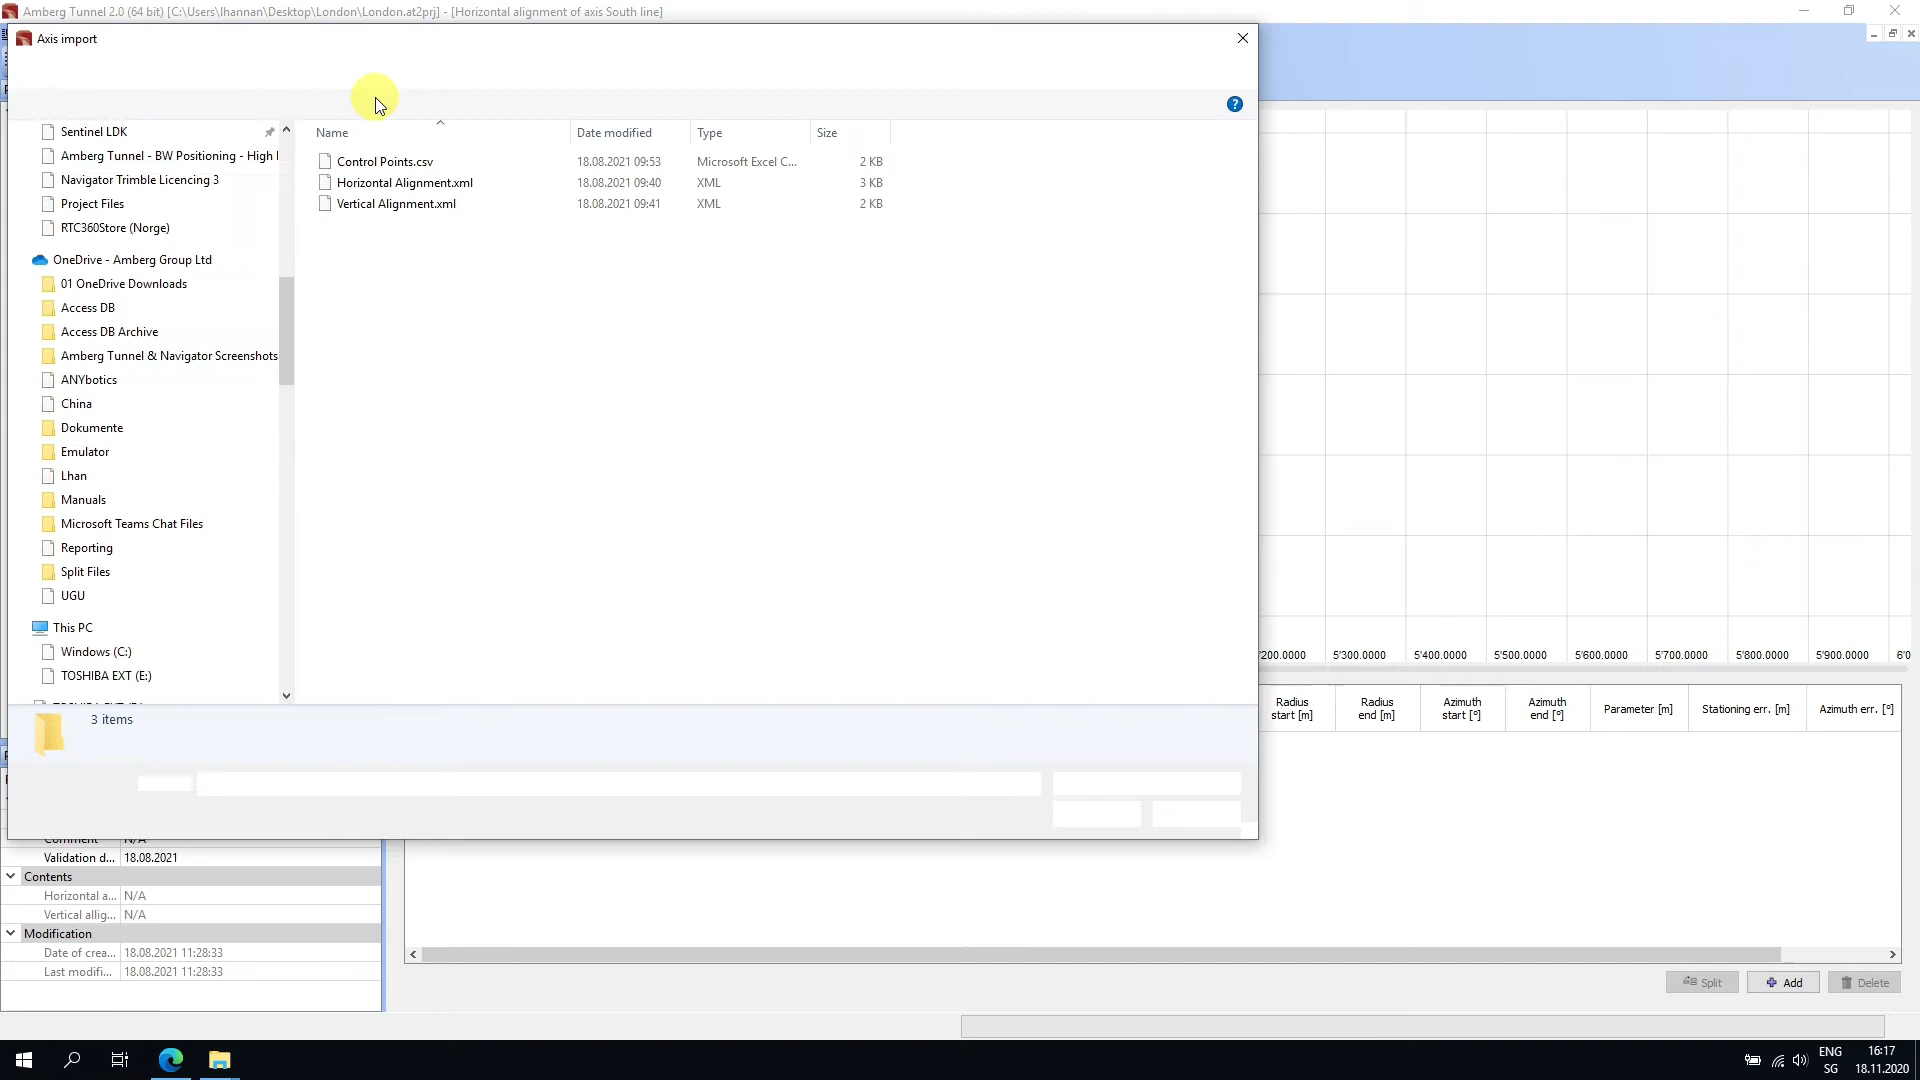 Amberg Tunnel 2.0 (64 bit) [C:\Users\lhannan\Desktop\London\London.at2prj] - [Horizontal alignment of axis South line]
Axis import
?
Name
Date modified
Type
Size
Sentinel LDK
Amberg Tunnel - BW Positioning - High
Navigator Trimble Licencing 3
Project Files
RTC360Store (Norge)
OneDrive - Amberg Group Ltd
01 OneDrive Downloads
Access DB
Access DB Archive
Amberg Tunnel & Navigator Screenshots
ANYbotics
China
Dokumente
Emulator
Lhan
Manuals
Microsoft Teams Chat Files
Reporting
Split Files
UGU
This PC
Windows (C:)
TOSHIBA EXT (E:)
Control Points.csv 18.08.2021 09:53 Microsoft Excel C... 2 KB
Horizontal Alignment.xml 18.08.2021 09:40 XML 3 KB
Vertical Alignment.xml 18.08.2021 09:41 XML 2 KB
3 items
'200.0000 5'300.0000 5'400.0000 5'500.0000 5'600.0000 5'700.0000 5'800.0000 5'900.0000 6'0
Radius start [m]
Radius end [m]
Azimuth start [°]
Azimuth end [°]
Parameter [m]
Stationing err. [m]
Azimuth err. [°]
Comment N/A
Validation d... 18.08.2021
Contents
Horizontal a... N/A
Vertical allig... N/A
Modification
Date of crea... 18.08.2021 11:28:33
Last modifi... 18.08.2021 11:28:33
Split
Add
Delete
ENG
SG
16:17
18.11.2020